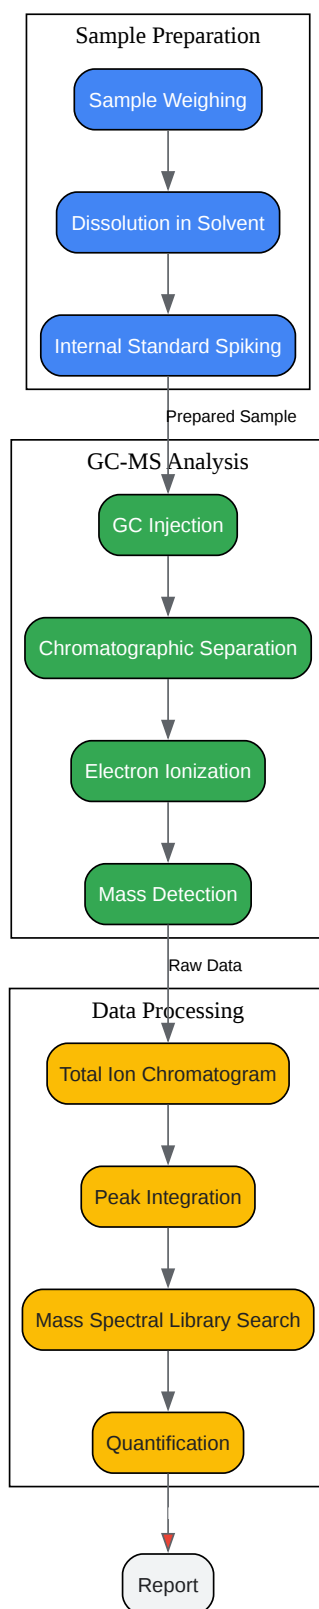 Sample Preparation
Sample Weighing
Dissolution in Solvent
Internal Standard Spiking
Prepared Sample
GC-MS Analysis
GC Injection
Chromatographic Separation
Electron Ionization
Mass Detection
Raw Data
Data Processing
Total Ion Chromatogram
Peak Integration
Mass Spectral Library Search
Quantification
Report